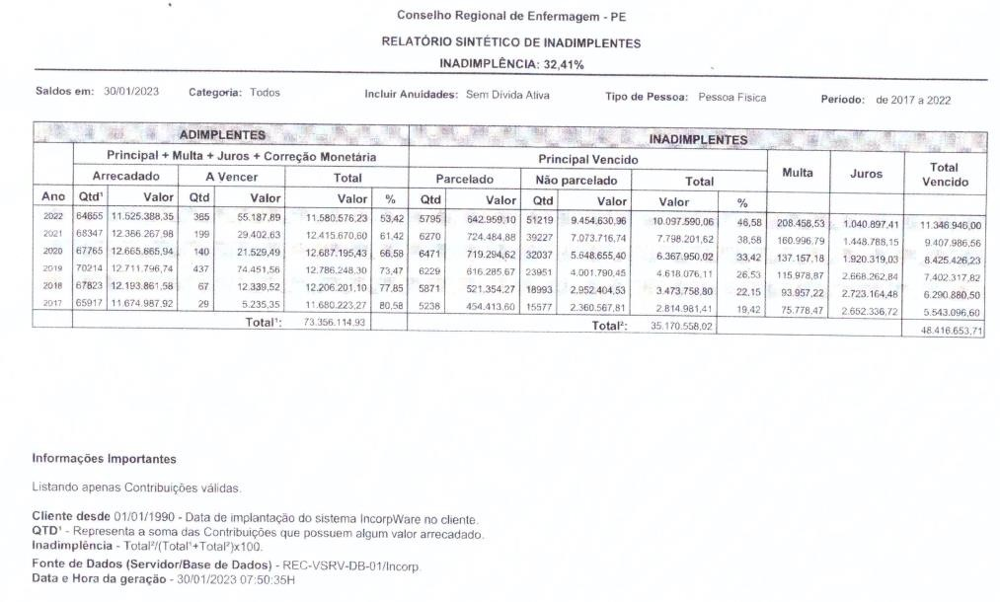 Conselho Regional de Enfermagem - PE
RELATÓRIO SINTÉTICO DE INADIMPLENTES
INADIMPLÊNCIA: 32,41%
Saldos em: 30/01/2023 Categoria: Todos Incluir Anuidades: Sem Dívida Ativa Tipo de Pessoa: Pessoa Física Período: de 2017 a 2022
ADIMPLENTES INADIMPLENTES
Principal + Multa + Juros + Correção Monetária Principal Vencido Multa Juros Total Vencido
Arrecadado A Vencer Total Parcelado Não parcelado Total
Ano Qtd¹ Valor Qtd Valor Valor % Qtd Valor Qtd Valor Valor %
2022 64655 11.525.388,35 365 55.187,89 11.580.576,23 53,42 5795 642.959,10 51219 9.454.630,96 10.097.590,06 46,58 208.458,53 1.040.897,41 11.346.946,00
2021 68347 12.386.267,98 199 29.402,63 12.415.670,60 61,42 6270 724.484,88 39227 7.073.716,74 7.798.201,62 38,58 160.996,79 1.448.788,15 9.407.986,56
2020 67765 12.665.665,94 140 21.529,49 12.687.195,43 66,58 6471 719.294,62 32037 5.648.655,40 6.367.950,02 33,42 137.157,18 1.920.319,03 8.425.426,23
2019 70214 12.711.796,74 437 74.451,56 12.786.248,30 73,47 6229 616.285,67 23951 4.001.790,45 4.618.076,11 26,53 115.978,87 2.668.262,84 7.402.317,82
2018 67823 12.193.861,58 67 12.339,52 12.206.201,10 77,85 5871 521.354,27 18993 2.952.404,53 3.473.758,80 22,15 93.957,22 2.723.164,48 6.290.880,50
2017 65917 11.674.987,92 29 5.235,35 11.680.223,27 80,58 5238 454.413,60 15577 2.360.567,81 2.814.981,41 19,42 75.778,47 2.652.336,72 5.543.096,60
Total¹: 73.356.114,93 Total²: 35.170.558,02 48.416.653,71
Informações Importantes
Listando apenas Contribuições válidas.
Cliente desde 01/01/1990 - Data de implantação do sistema IncorpWare no cliente.
QTD¹ - Representa a soma das Contribuições que possuem algum valor arrecadado.
Inadimplência - Total²/(Total¹+Total²)x100.
Fonte de Dados (Servidor/Base de Dados) - REC-VSRV-DB-01/Incorp.
Data e Hora da geração - 30/01/2023 07:50:35H